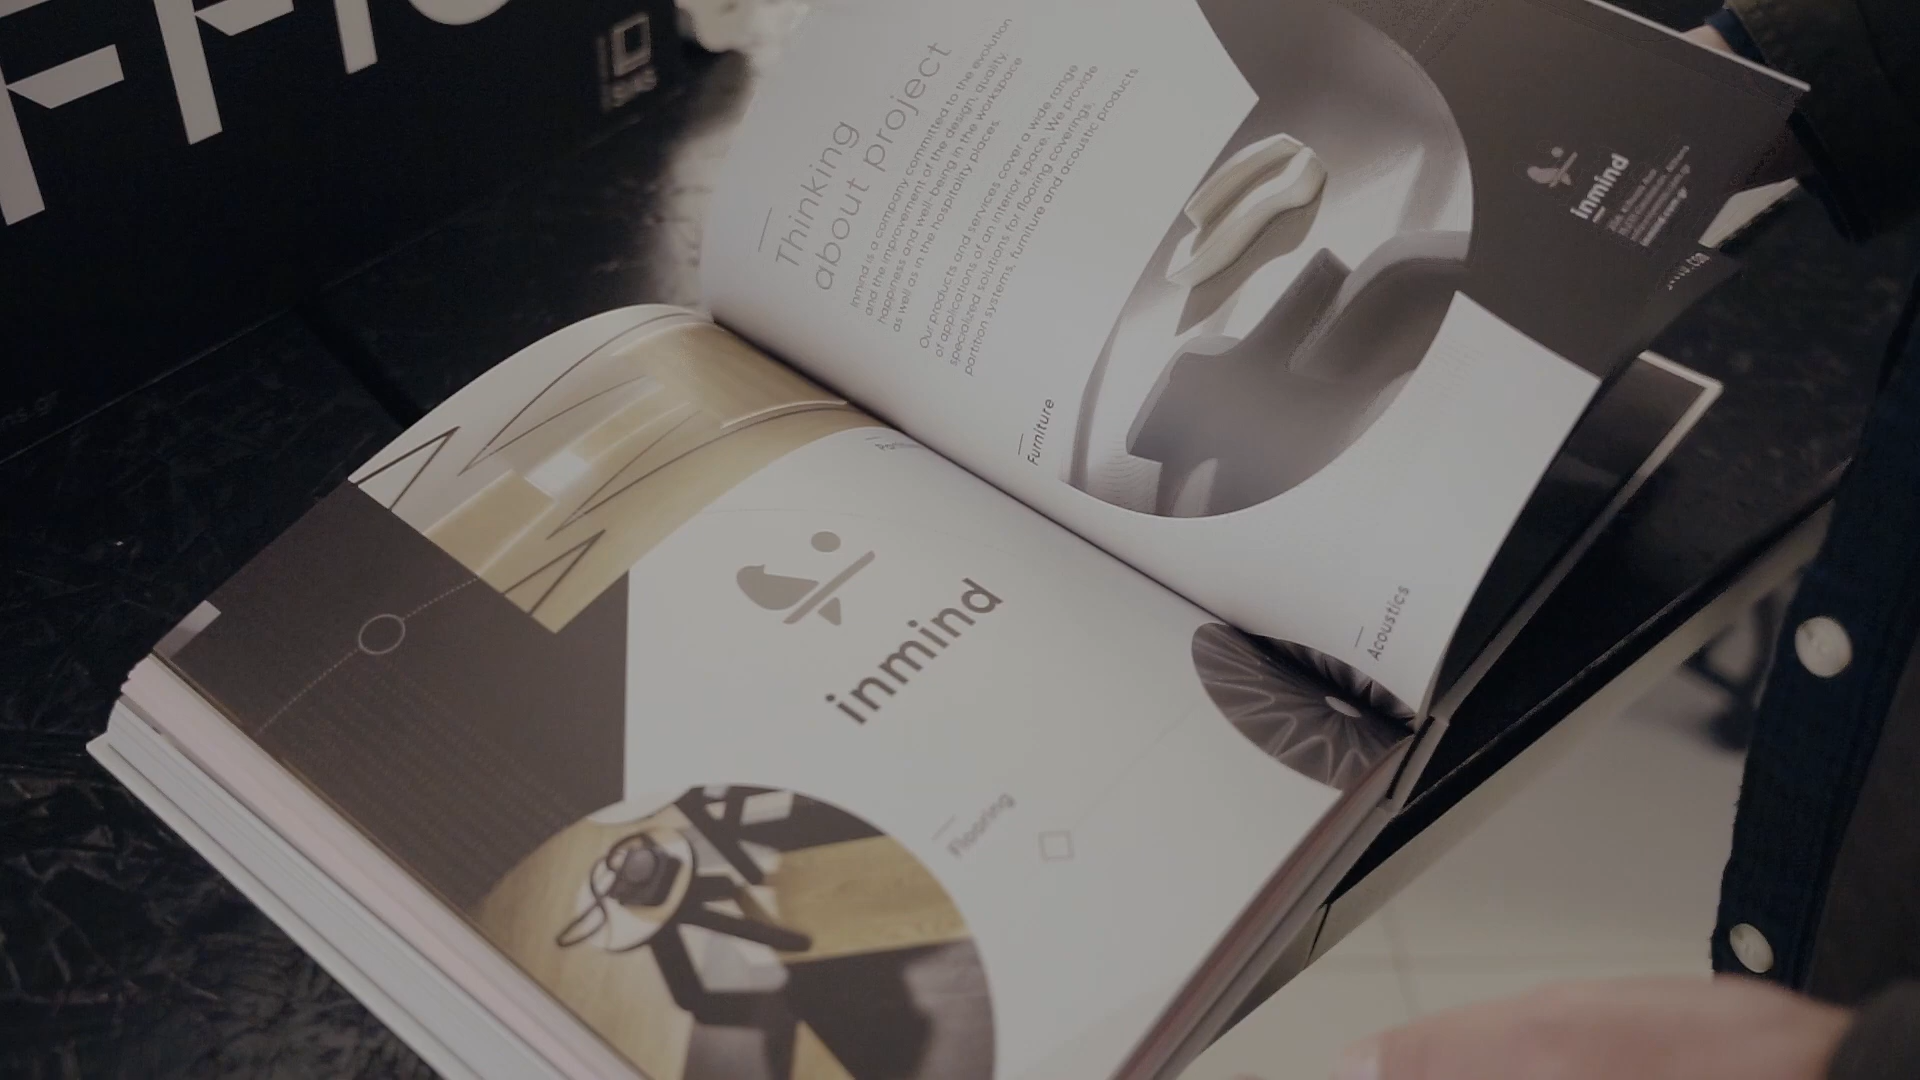 Thinking
about project
inmind is a company committed to the evolution
and the improvement of the design, quality,
happiness and well-being in the workspace
as well as in the hospitality places.
Our products and services cover a wide range
of applications of an interior space. We provide
specialized solutions for flooring coverings,
partition systems, furniture and acoustic products
Furniture
Acoustics
inmind
inmind
Flooring